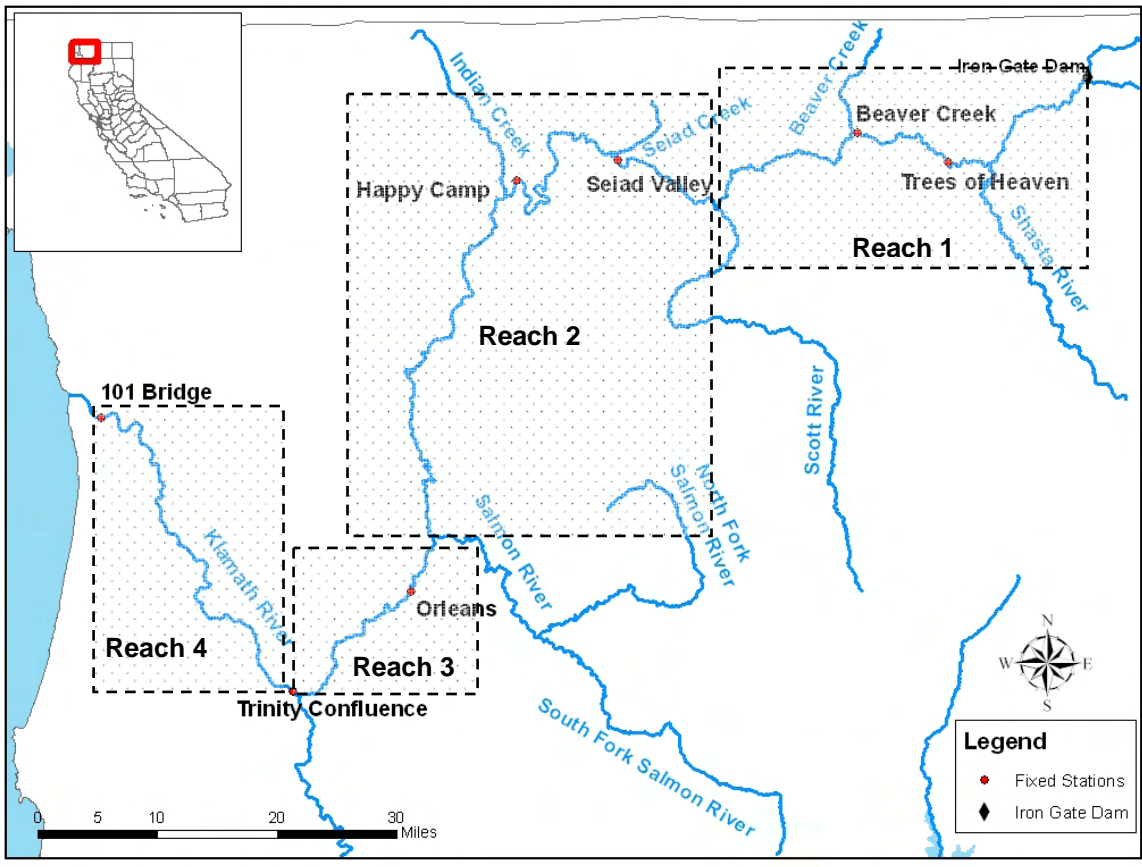 Indian Creek
Beaver Creek
Iron Gate Dam
Beaver Creek
Seiad Creek
Happy Camp
Seiad Valley
Trees of Heaven
Reach 1
Shasta River
Reach 2
101 Bridge
Scott River
North Fork
Salmon River
Salmon River
Klamath River
Orleans
Reach 4
Reach 3
Trinity Confluence
South Fork Salmon River
N
W
E
S
Legend
Fixed Stations
Iron Gate Dam
0 5 10 20 30
Miles